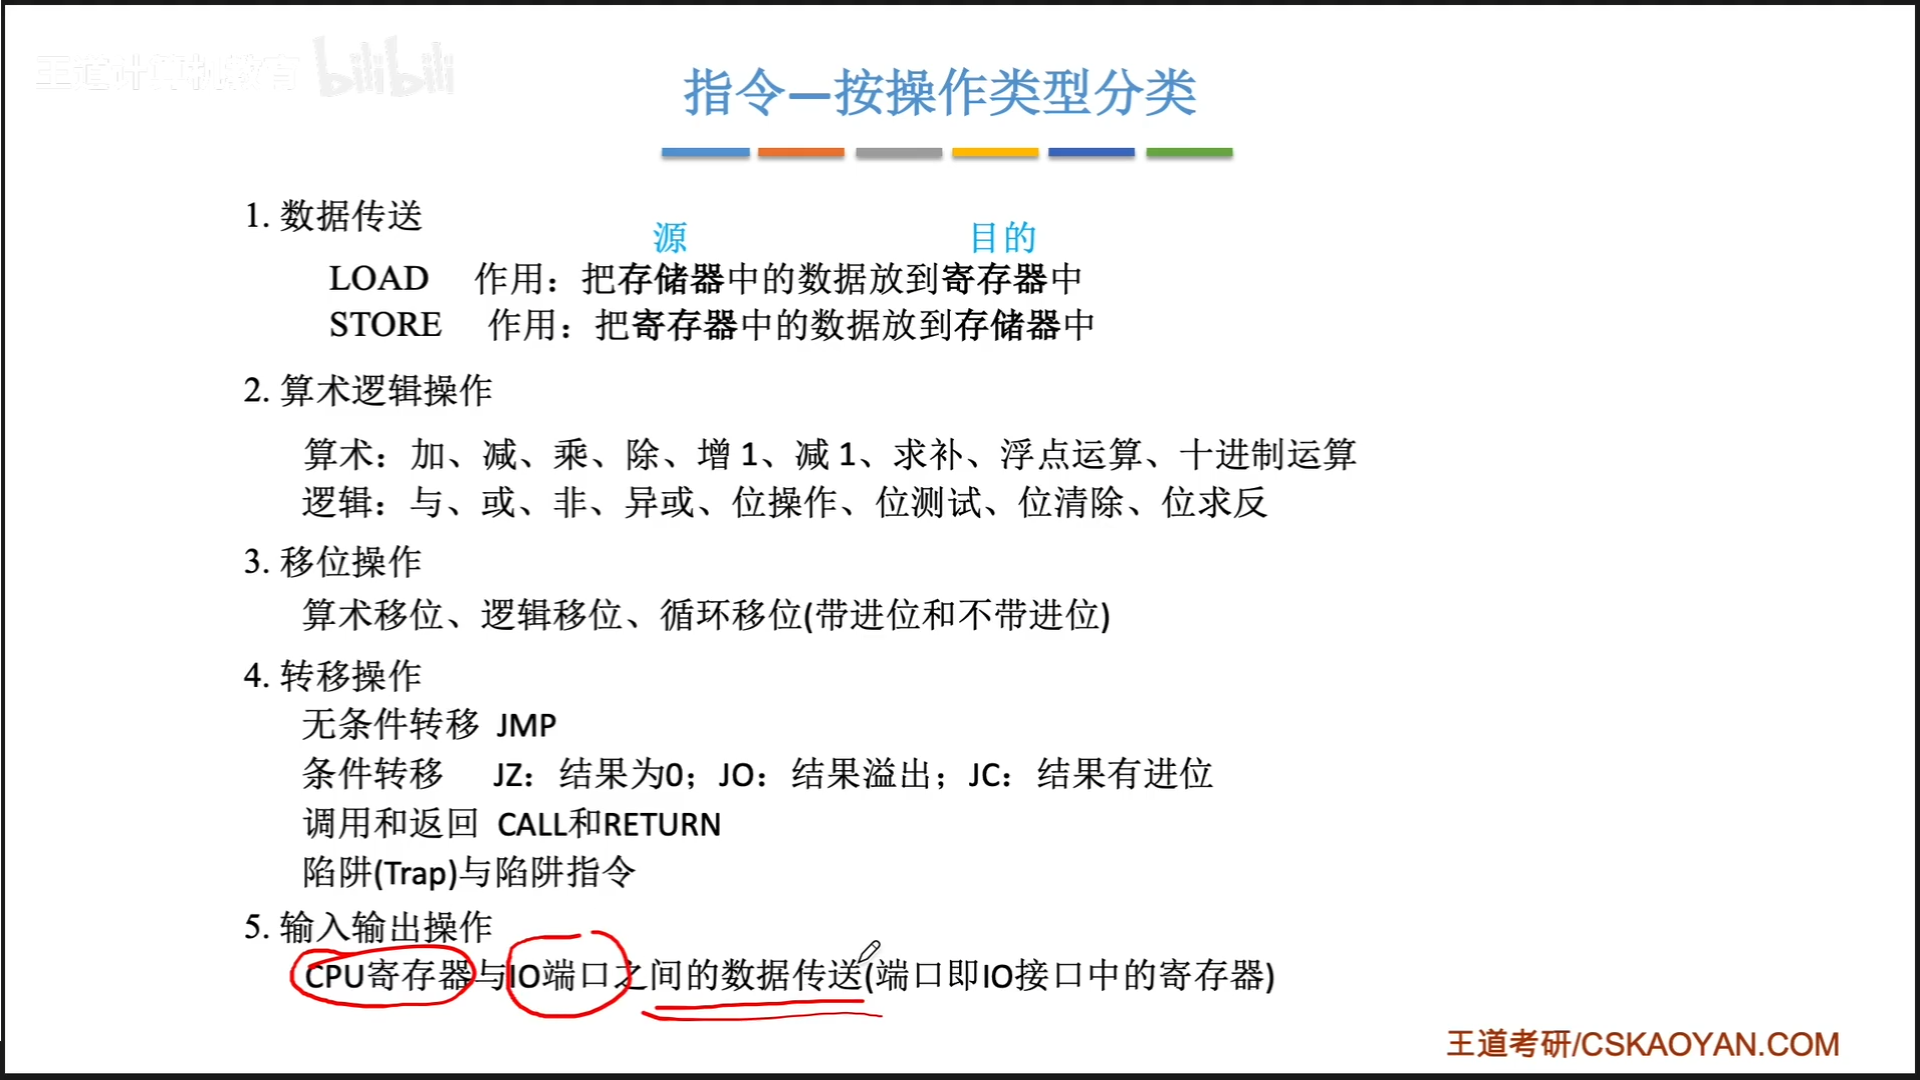 王道计算机教育 bilibili
指令—按操作类型分类
1. 数据传送
源 目的
LOAD 作用：把存储器中的数据放到寄存器中
STORE 作用：把寄存器中的数据放到存储器中
2. 算术逻辑操作
算术：加、减、乘、除、增 1、减 1、求补、浮点运算、十进制运算
逻辑：与、或、非、异或、位操作、位测试、位清除、位求反
3. 移位操作
算术移位、逻辑移位、循环移位(带进位和不带进位)
4. 转移操作
无条件转移 JMP
条件转移 JZ：结果为0；JO：结果溢出；JC：结果有进位
调用和返回 CALL和RETURN
陷阱(Trap)与陷阱指令
5. 输入输出操作
CPU寄存器与IO端口之间的数据传送(端口即IO接口中的寄存器)
王道考研/CSKAOYAN.COM